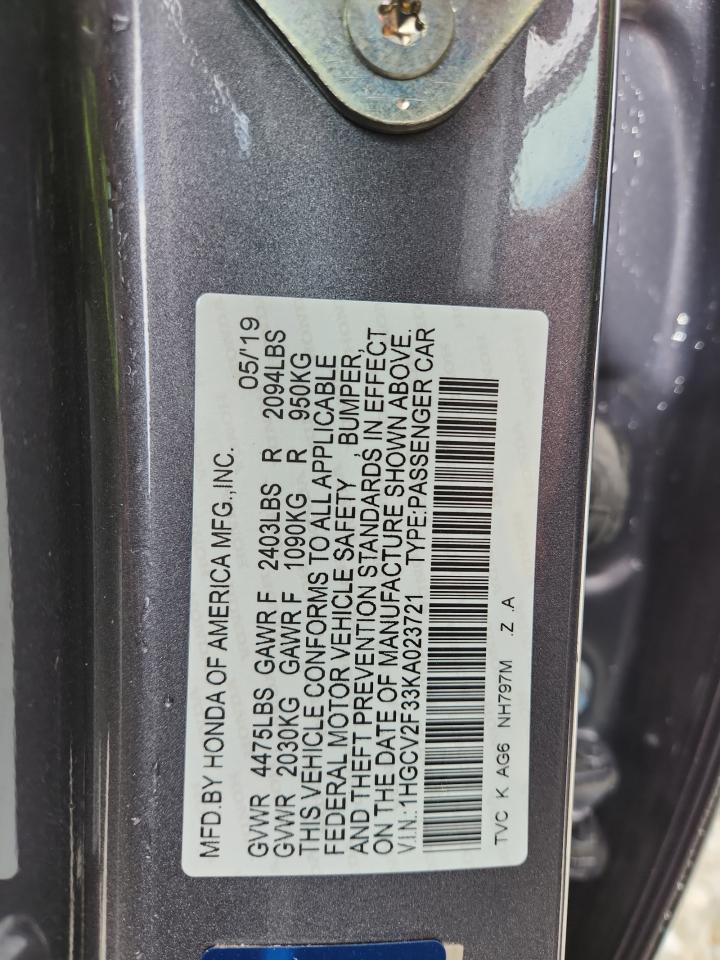 MFD.BY HONDA OF AMERICA MFG.,INC. 05/'19
GVWR 4475LBS GAWR F 2403LBS R 2094LBS
GVWR 2030KG GAWR F 1090KG R 950KG
THIS VEHICLE CONFORMS TO ALL APPLICABLE
FEDERAL MOTOR VEHICLE SAFETY , BUMPER,
AND THEFT PREVENTION STANDARDS IN EFFECT
ON THE DATE OF MANUFACTURE SHOWN ABOVE.
V.I.N.:1HGCV2F33KA023721 TYPE:PASSENGER CAR
TVC K AG6 NH797M .Z .A